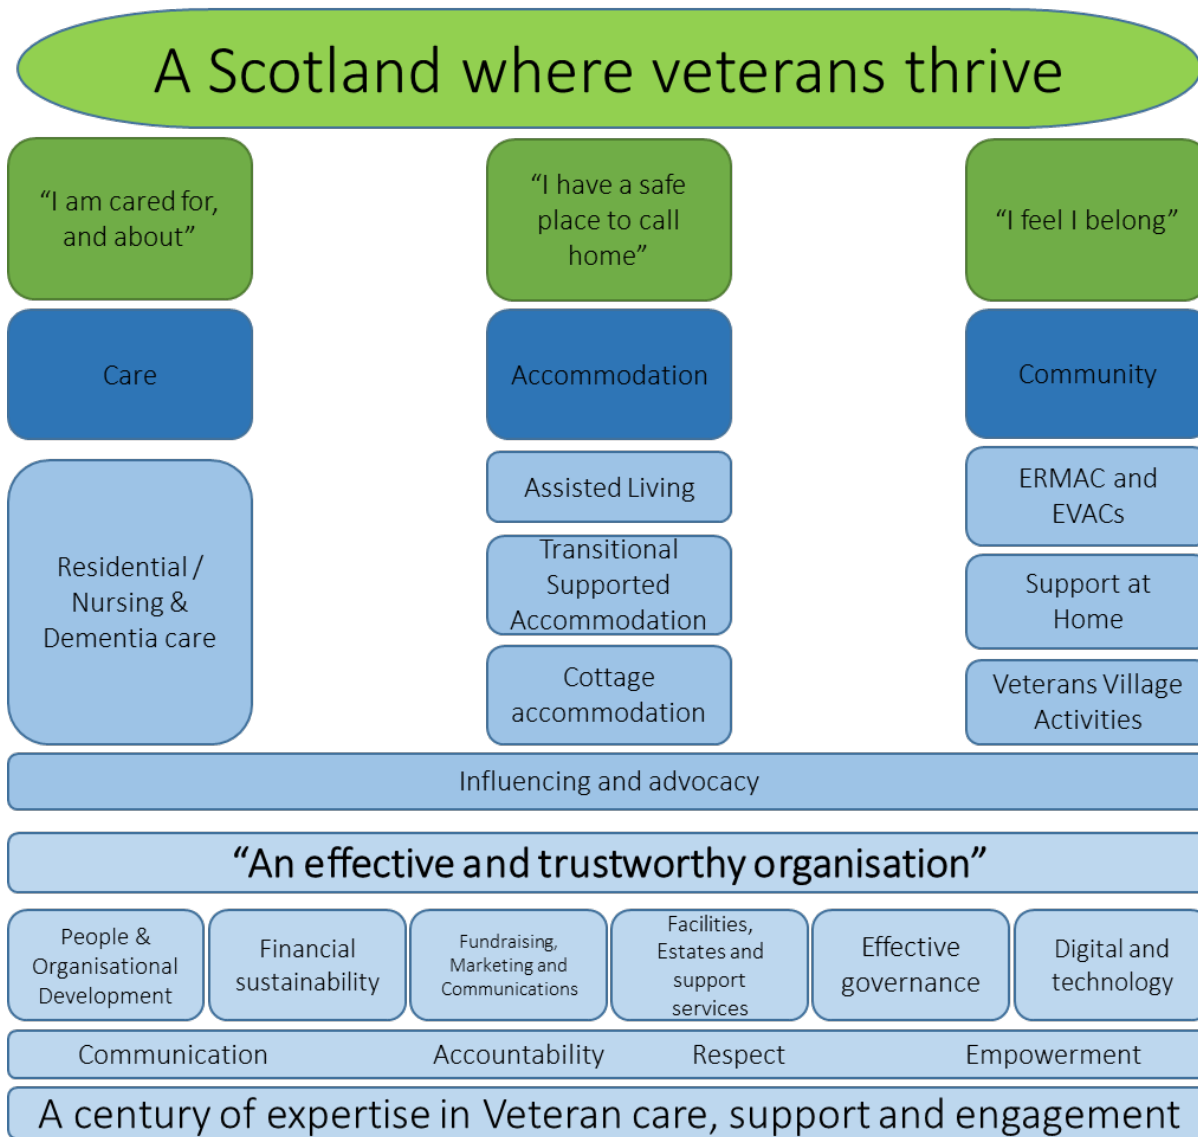 A Scotland where veterans thrive
“I am cared for,
and about”
“I have a safe
place to call
home”
“I feel I belong”
Care
Accommodation
Community
Residential /
Nursing &
Dementia care
Assisted Living
Transitional
Supported
Accommodation
Cottage
accommodation
ERMAC and
EVACs
Support at
Home
Veterans Village
Activities
Influencing and advocacy
“An effective and trustworthy organisation”
People &
Organisational
Development
Financial
sustainability
Fundraising,
Marketing and
Communications
Facilities,
Estates and
support
services
Effective
governance
Digital and
technology
Communication Accountability Respect Empowerment
A century of expertise in Veteran care, support and engagement